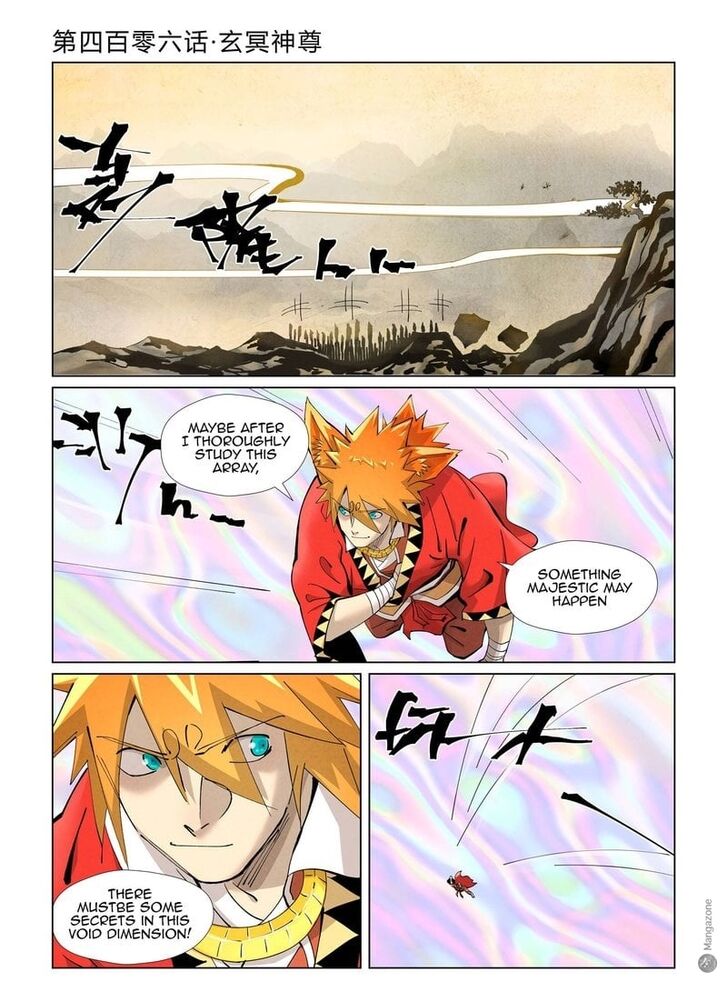 第四百零六话·玄冥神尊
MAYBE AFTER
I THOROUGHLY
STUDY THIS
ARRAY,
SOMETHING
MAJESTIC MAY
HAPPEN
THERE
MUSTBE SOME
SECRETS IN THIS
VOID DIMENSION!
Mangazone